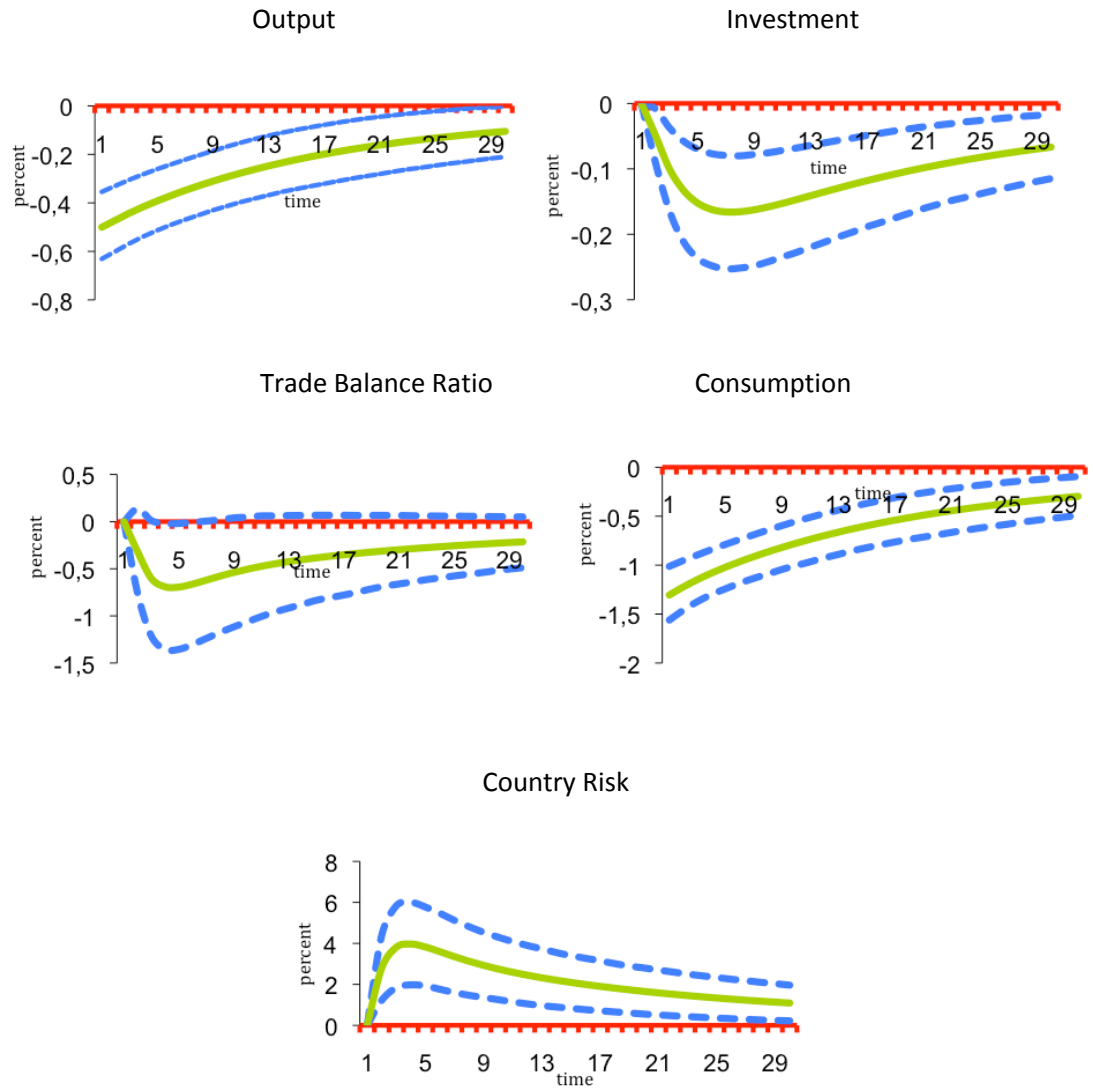 Output
Investment
0
-0,2
-0,4
-0,6
-0,8
percent
1 5 9 13 17 21 25 29
time
0
-0,1
-0,2
-0,3
percent
1 5 9 13 17 21 25 29
time
Trade Balance Ratio
Consumption
0,5
0
-0,5
-1
-1,5
percent
1 5 9 13 17 21 25 29
time
0
-0,5
-1
-1,5
-2
percent
time
1 5 9 13 17 21 25 29
Country Risk
8
6
4
2
0
percent
1 5 9 13 17 21 25 29
time